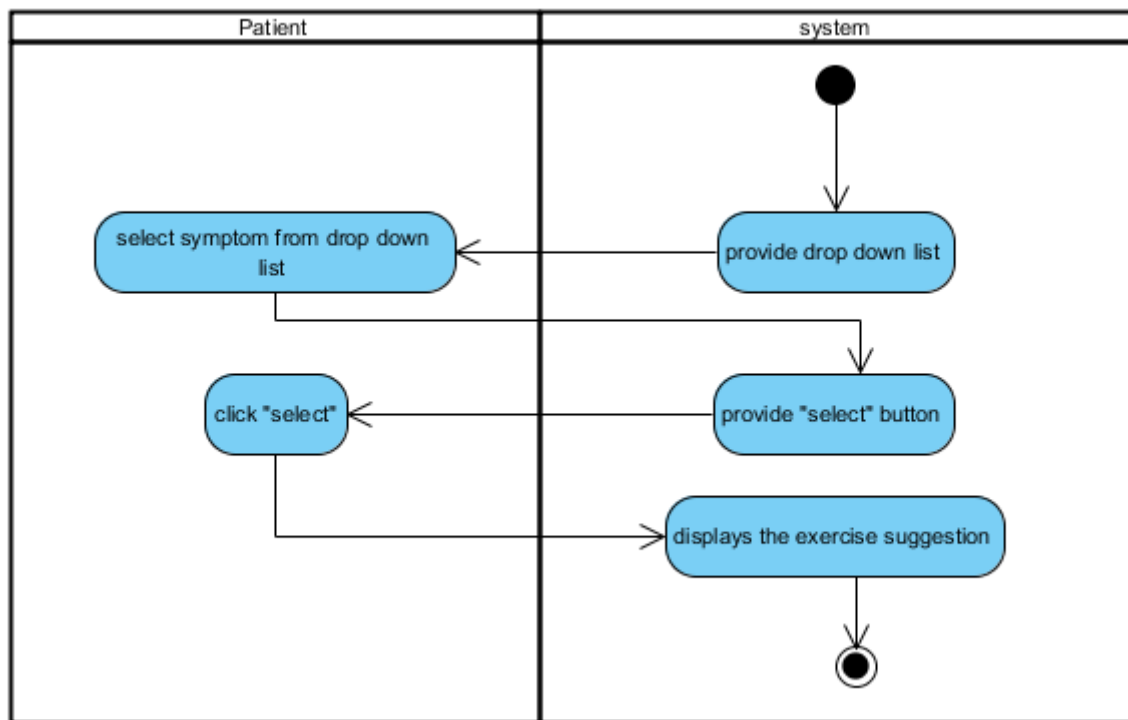 Patient
system
select symptom from drop down
list
provide drop down list
click "select"
provide "select" button
displays the exercise suggestion